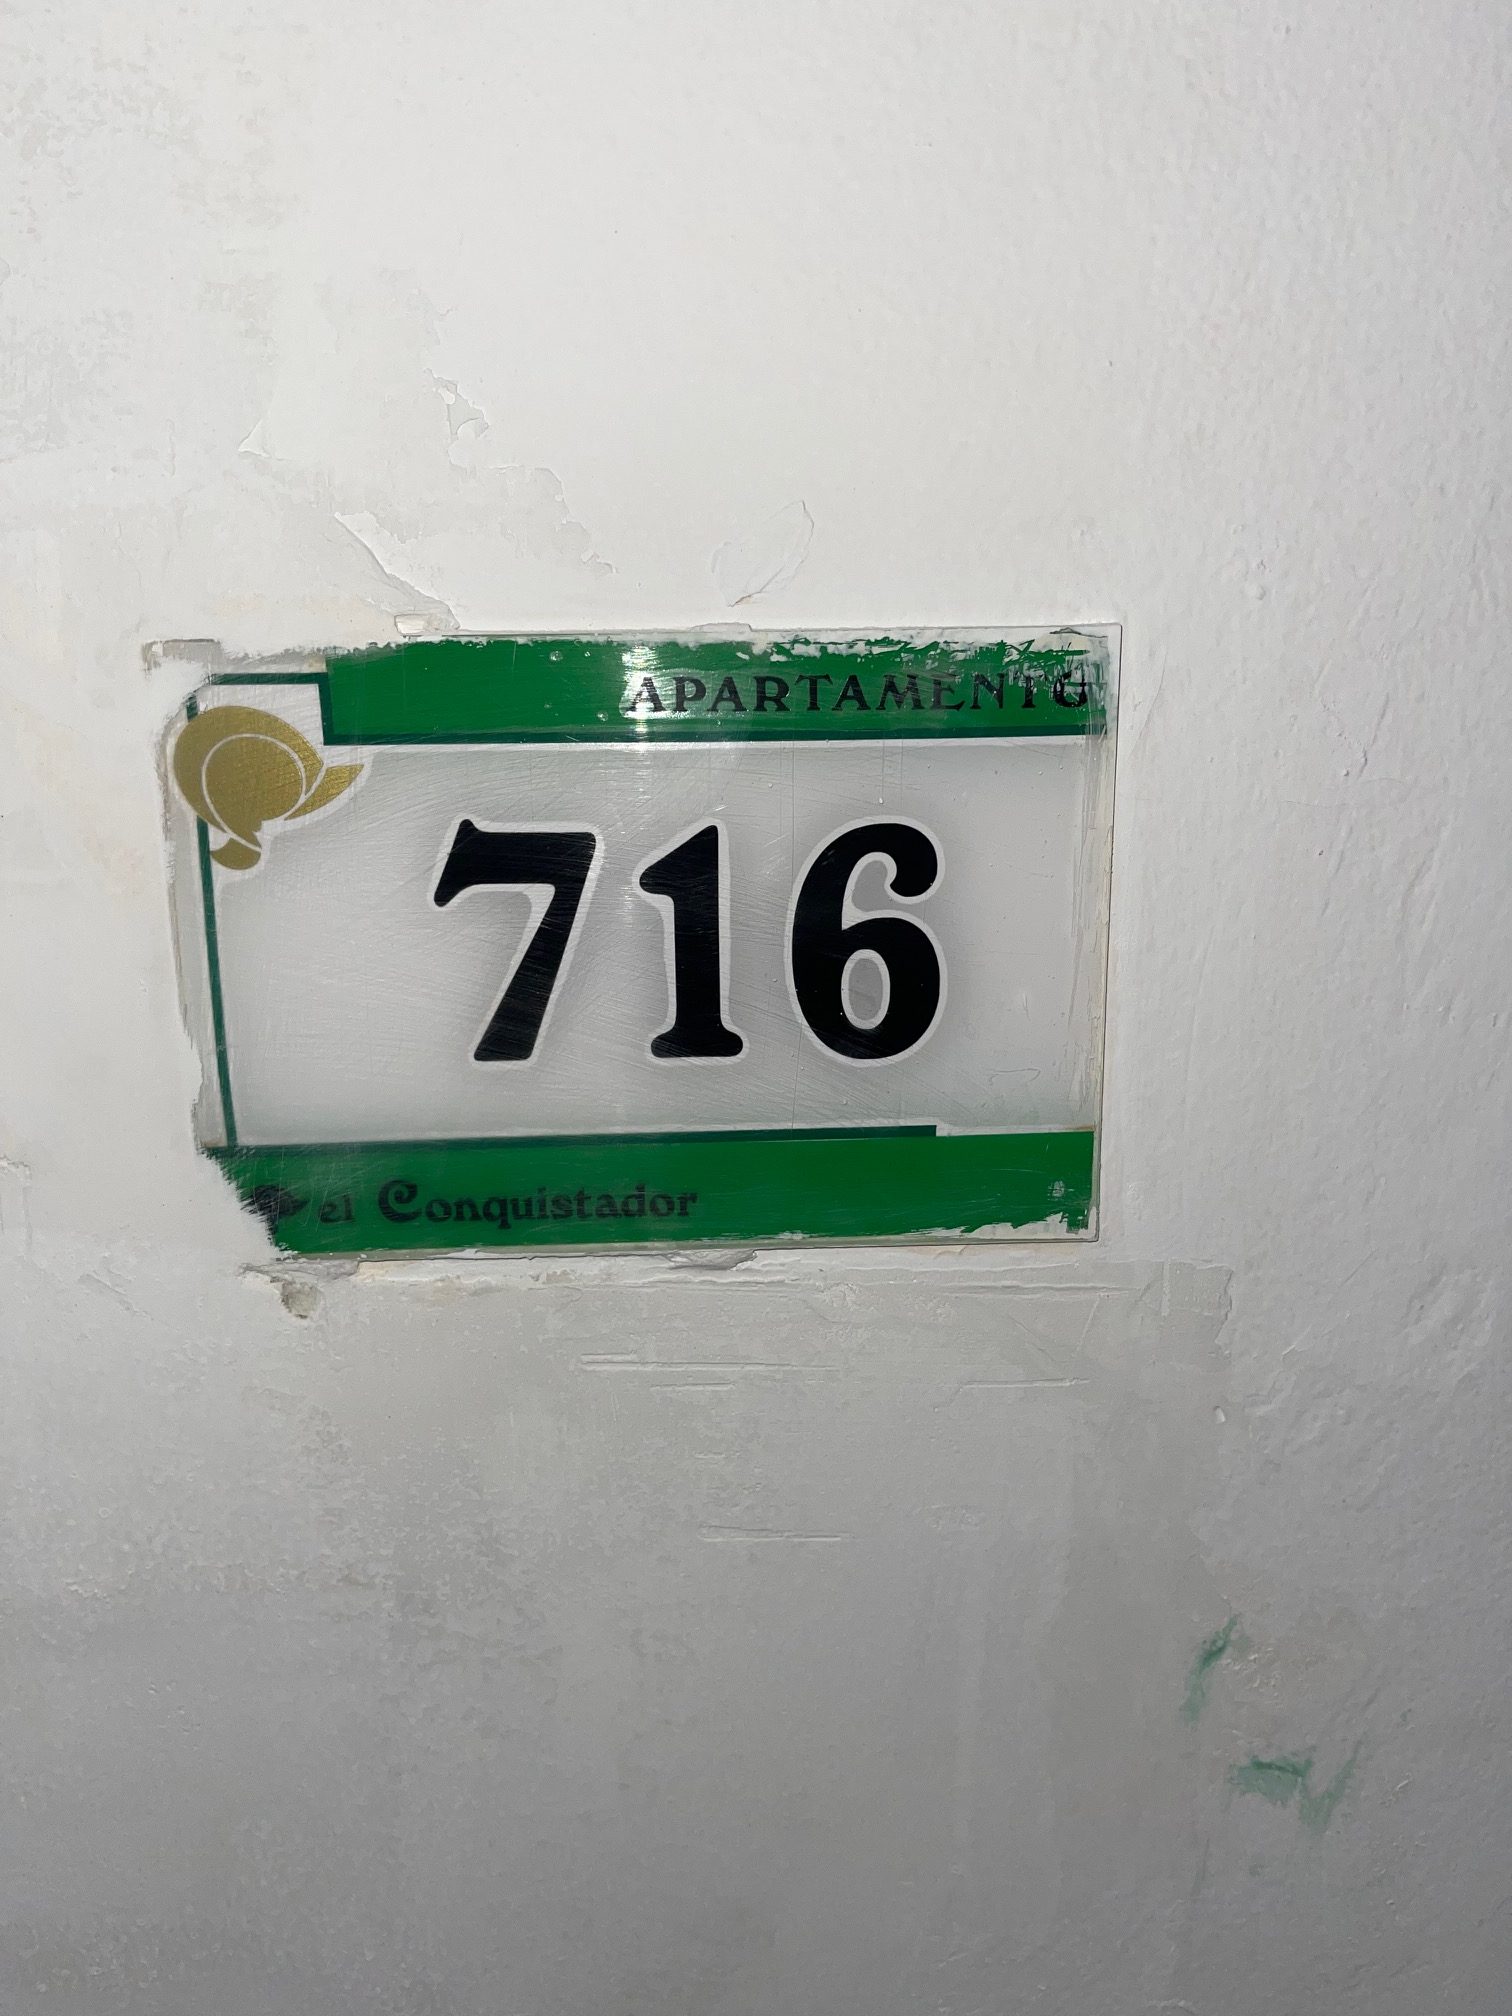 APARTAMENTO
716
el Conquistador